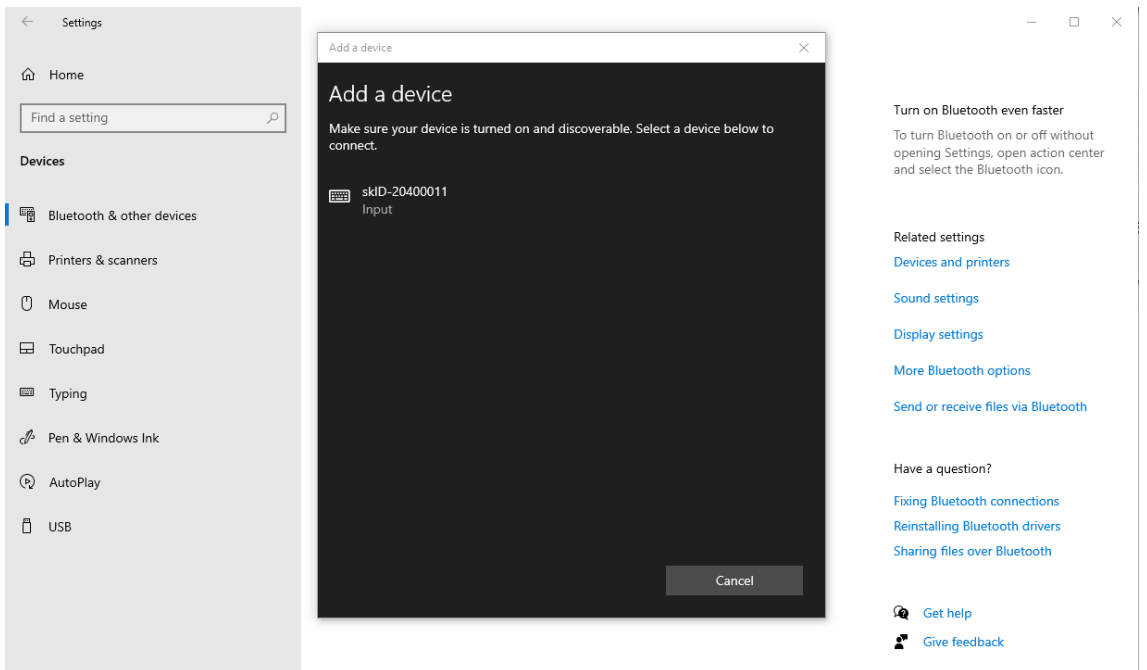 Settings
Home
Find a setting
Devices
Bluetooth & other devices
Printers & scanners
Mouse
Touchpad
Typing
Pen & Windows Ink
AutoPlay
USB
Add a device
Add a device
Make sure your device is turned on and discoverable. Select a device below to
connect.
skID-20400011
Input
Cancel
Turn on Bluetooth even faster
To turn Bluetooth on or off without
opening Settings, open action center
and select the Bluetooth icon.
Related settings
Devices and printers
Sound settings
Display settings
More Bluetooth options
Send or receive files via Bluetooth
Have a question?
Fixing Bluetooth connections
Reinstalling Bluetooth drivers
Sharing files over Bluetooth
Get help
Give feedback